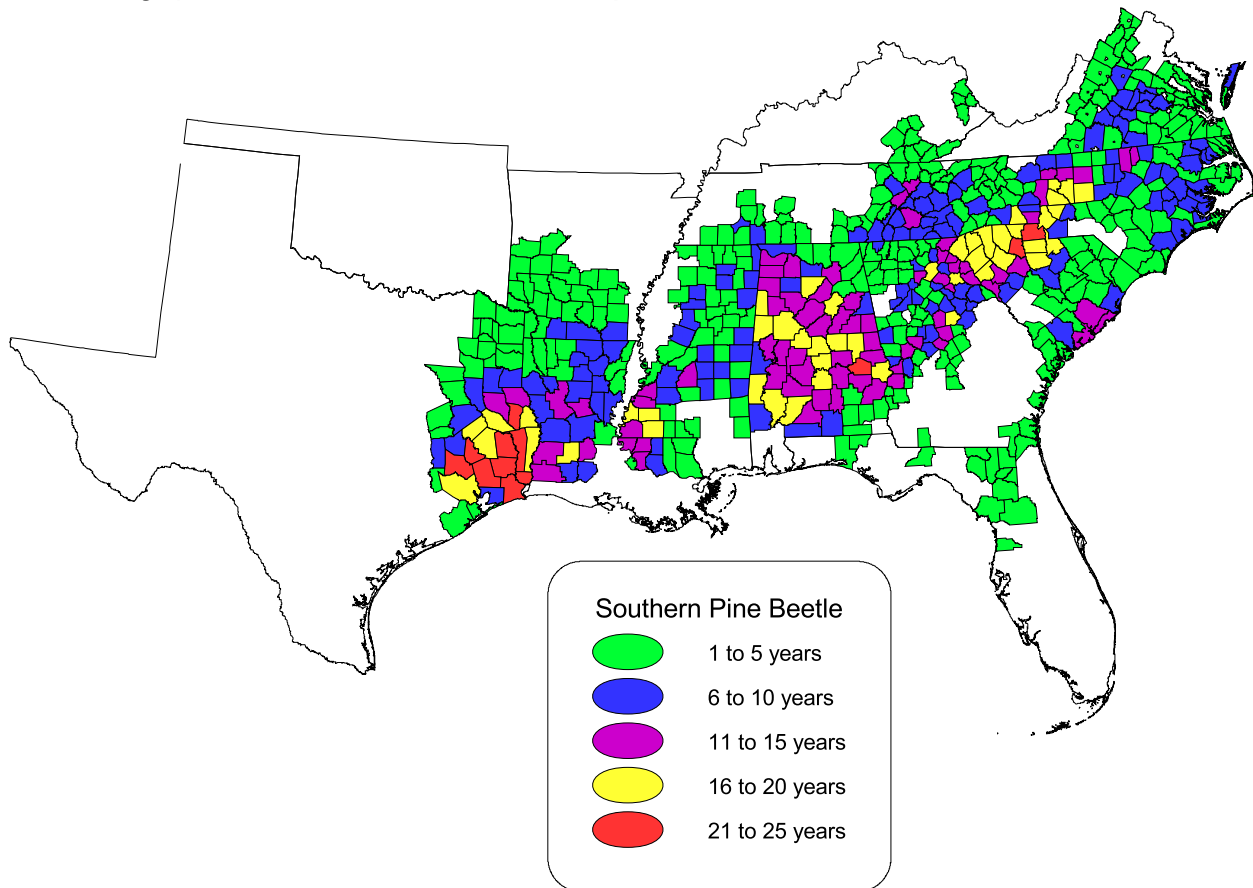 Southern Pine Beetle
1 to 5 years
6 to 10 years
11 to 15 years
16 to 20 years
21 to 25 years